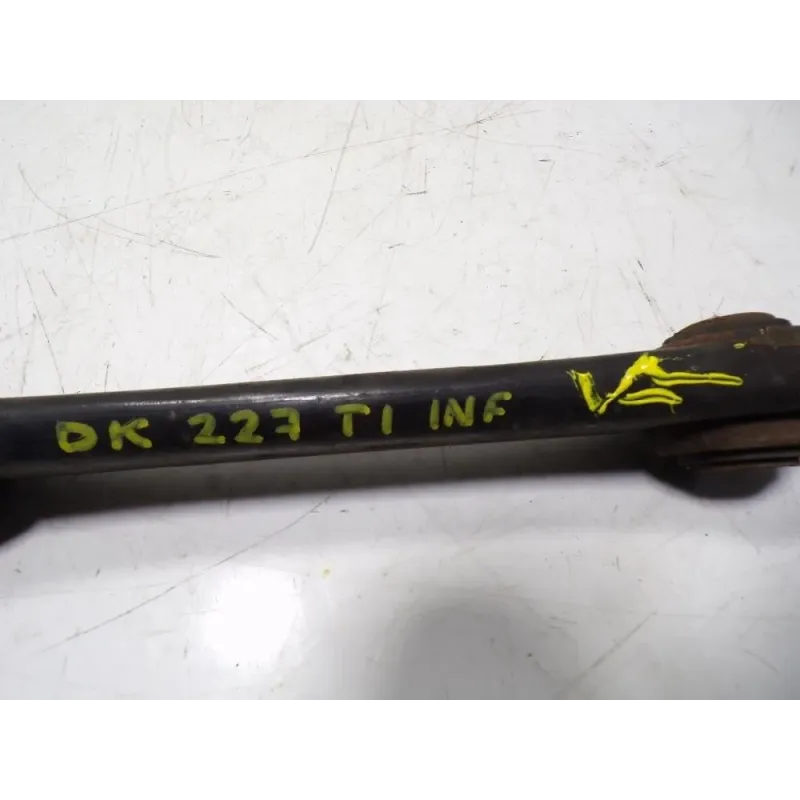 DK 227 TI INF